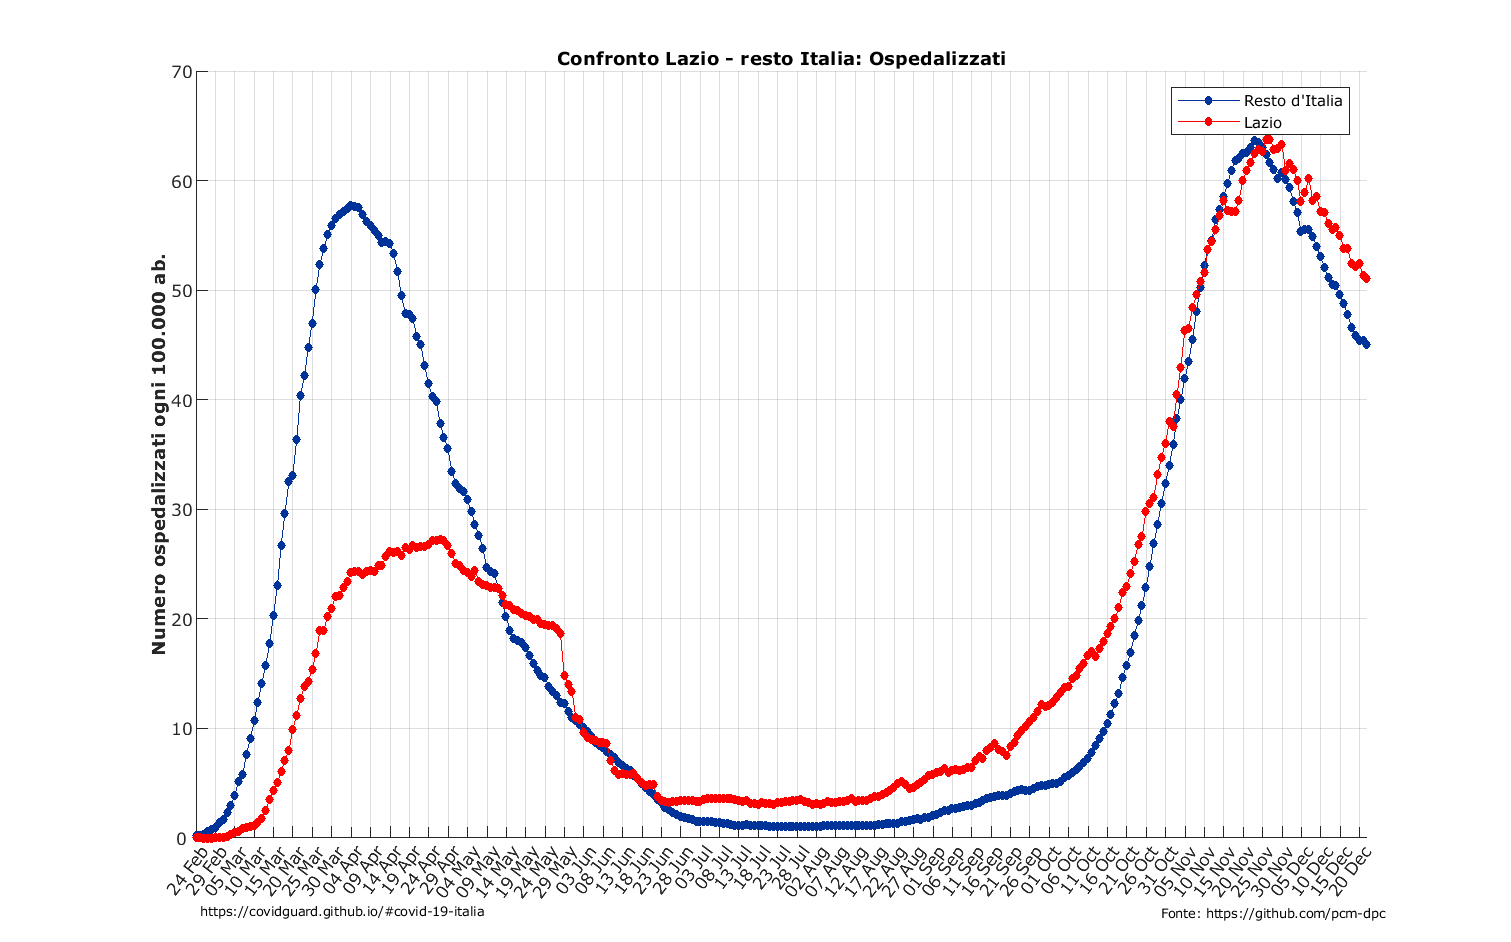 Confronto Lazio - resto Italia: Ospedalizzati
Resto d'Italia
Lazio
Numero ospedalizzati ogni 100.000 ab.
70
60
50
40
30
20
10
0
24 Feb
29 Feb
05 Mar
10 Mar
15 Mar
20 Mar
25 Mar
30 Mar
04 Apr
09 Apr
14 Apr
19 Apr
24 Apr
29 Apr
04 May
09 May
14 May
19 May
24 May
29 May
03 Jun
08 Jun
13 Jun
18 Jun
23 Jun
28 Jun
03 Jul
08 Jul
13 Jul
18 Jul
23 Jul
28 Jul
02 Aug
07 Aug
12 Aug
17 Aug
22 Aug
27 Aug
01 Sep
06 Sep
11 Sep
16 Sep
21 Sep
26 Sep
01 Oct
06 Oct
11 Oct
16 Oct
21 Oct
26 Oct
31 Oct
05 Nov
10 Nov
15 Nov
20 Nov
25 Nov
30 Nov
05 Dec
10 Dec
15 Dec
20 Dec
https://covidguard.github.io/#covid-19-italia
Fonte: https://github.com/pcm-dpc